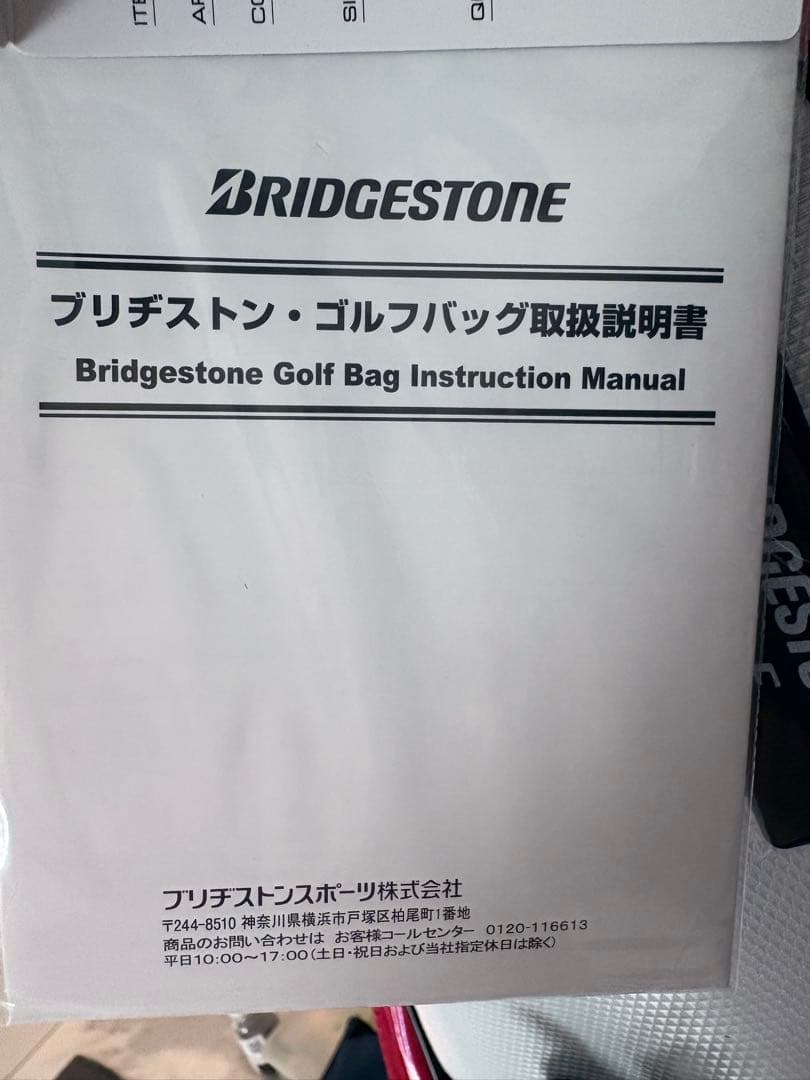 BRIDGESTONE
ブリヂストン・ゴルフバッグ取扱説明書
Bridgestone Golf Bag Instruction Manual
ブリヂストンスポーツ株式会社
〒244-8510 神奈川県横浜市戸塚区柏尾町1番地
商品のお問い合わせは お客様コールセンター 0120-116613
平日10:00〜17:00(土日・祝日および当社指定休日は除く)